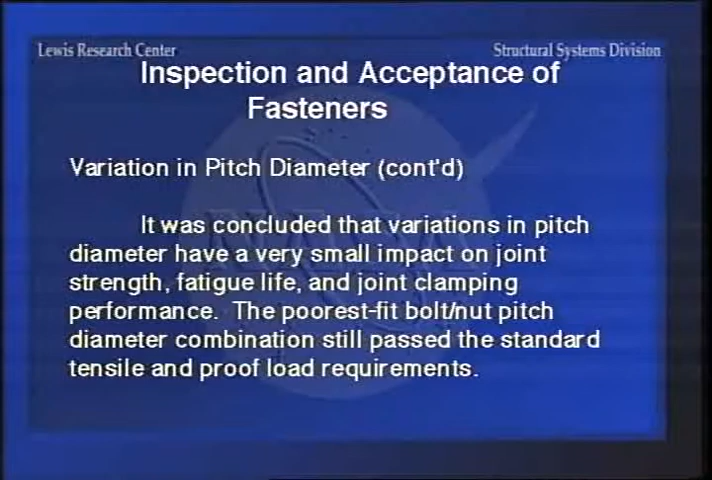 Lewis Research Center
Structural Systems Division
Inspection and Acceptance of
Fasteners
Variation in Pitch Diameter (cont'd)
It was concluded that variations in pitch
diameter have a very small impact on joint
strength, fatigue life, and joint clamping
performance.  The poorest-fit bolt/nut pitch
diameter combination still passed the standard
tensile and proof load requirements.